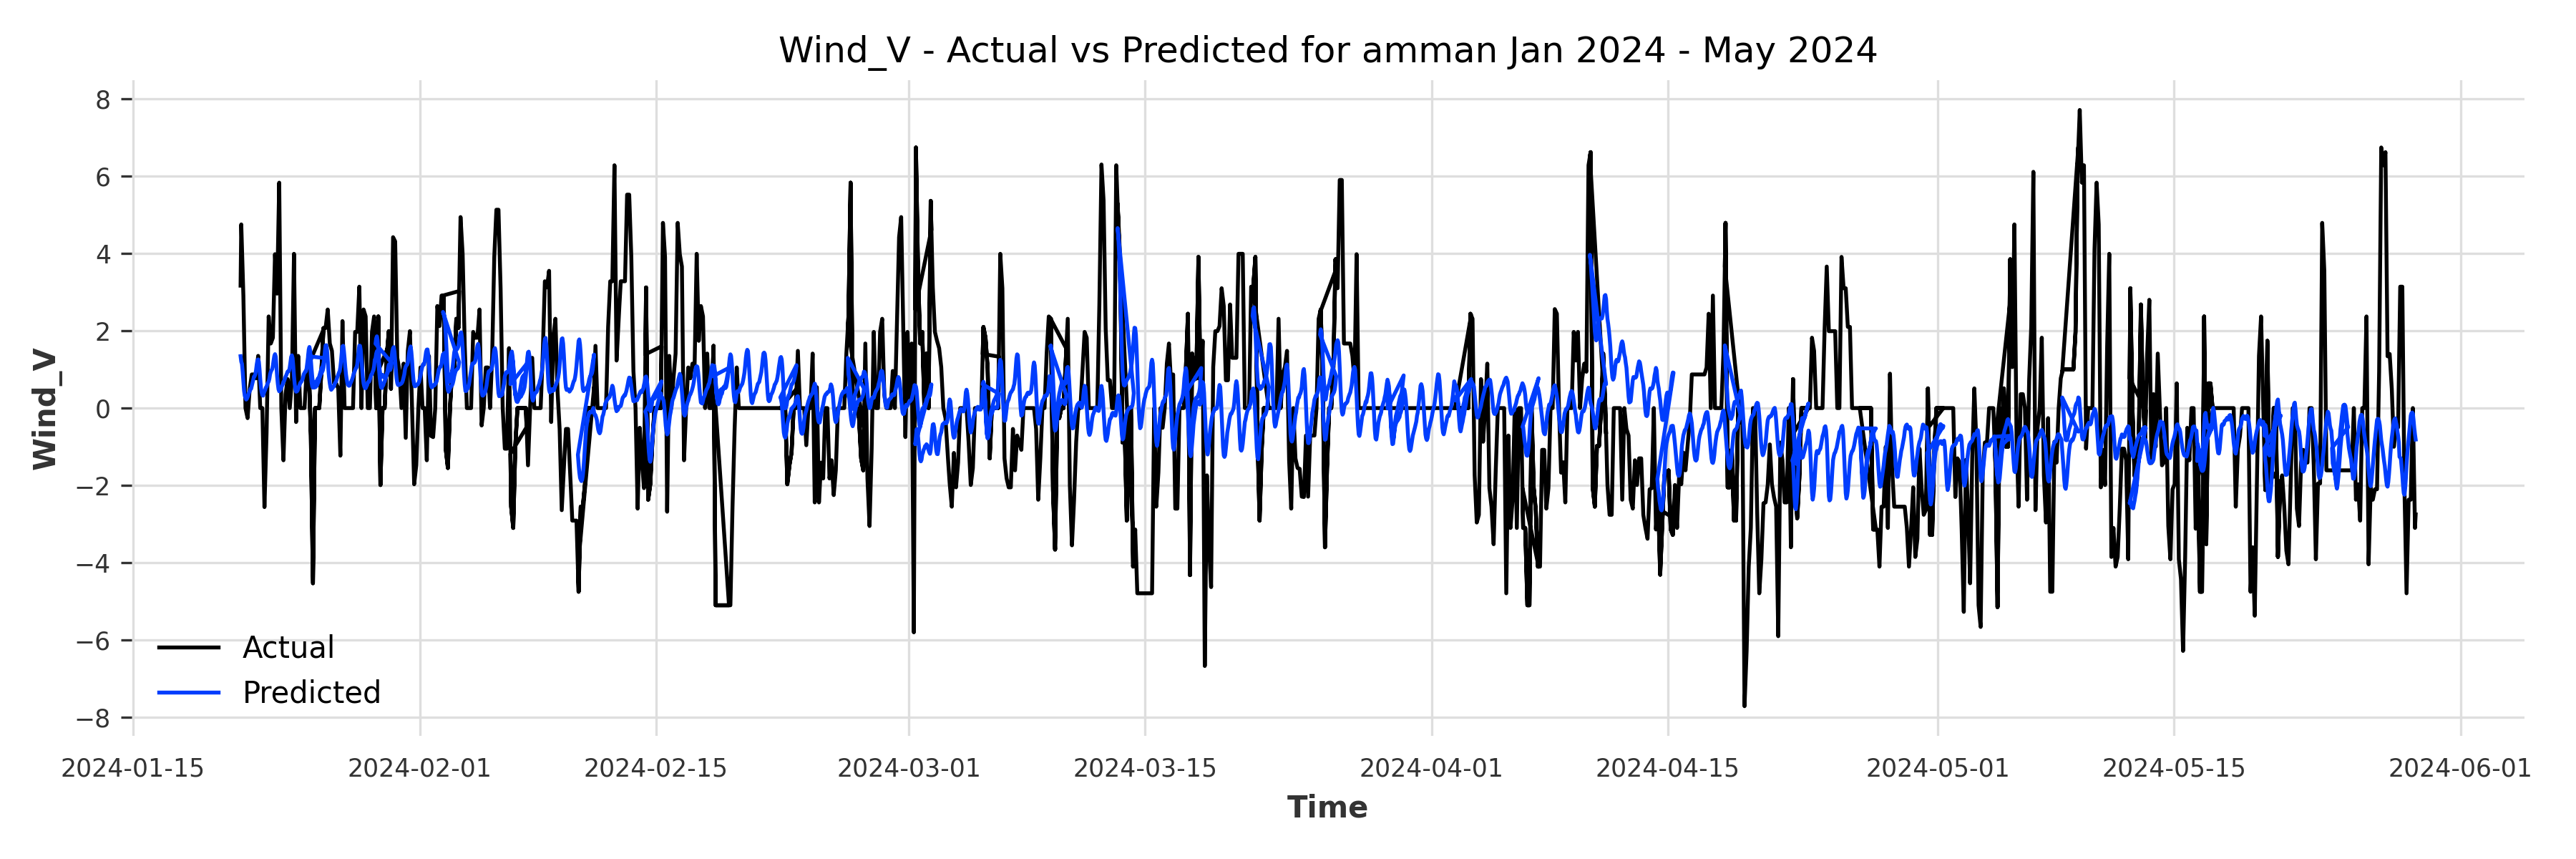 Wind_V - Actual vs Predicted for amman Jan 2024 - May 2024
8
6
4
2
0
−2
−4
−6
−8
Wind_V
Actual
Predicted
2024-01-15 2024-02-01 2024-02-15 2024-03-01 2024-03-15 2024-04-01 2024-04-15 2024-05-01 2024-05-15 2024-06-01
Time